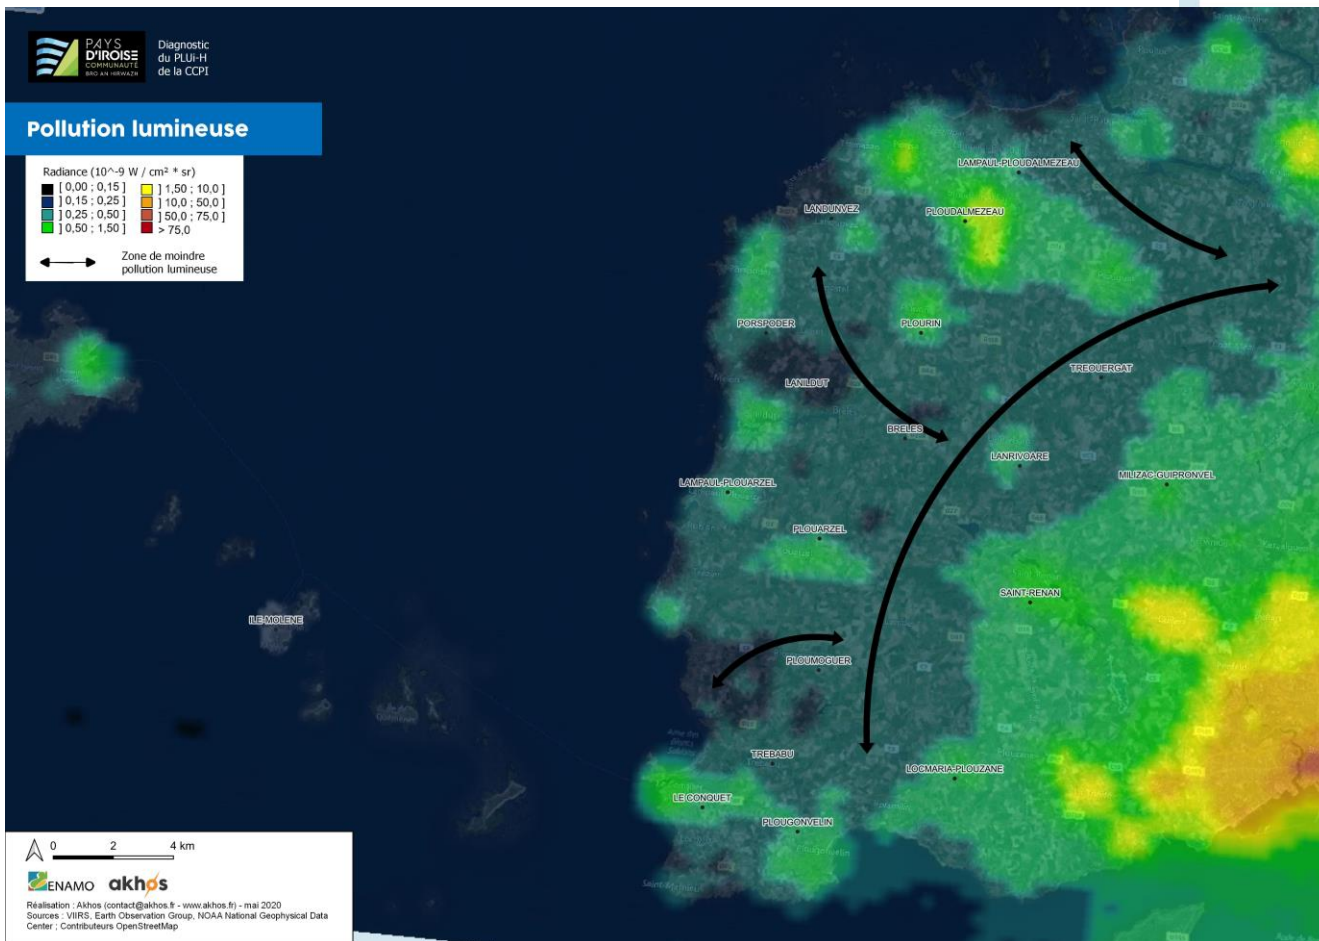 PAYS
D'IROISE
COMMUNAUTÉ
BRO AN HIRWAZH
Diagnostic
du PLUi-H
de la CCPI
Pollution lumineuse
Radiance (10^-9 W / cm² * sr)
[ 0,00 ; 0,15 ]
] 0,15 ; 0,25 ]
] 0,25 ; 0,50 ]
] 0,50 ; 1,50 ]
] 1,50 ; 10,0 ]
] 10,0 ; 50,0 ]
] 50,0 ; 75,0 ]
> 75,0
Zone de moindre
pollution lumineuse
LAMPAUL-PLOUDALMEZEAU
LANDUNVEZ
PLOUDALMEZEAU
PORSPODER
PLOURIN
TREOUERGAT
LANILDUT
BRELES
LANRIVOARE
MILIZAC-GUIPRONVEL
LAMPAUL-PLOUARZEL
PLOUARZEL
SAINT-RENAN
ILE-MOLENE
PLOUMOGUER
TREBABU
LOCMARIA-PLOUZANE
LE CONQUET
PLOUGONVELIN
0 2 4 km
ENAMO akhos
Réalisation : Akhos (contact@akhos.fr - www.akhos.fr) - mai 2020
Sources : VIIRS, Earth Observation Group, NOAA National Geophysical Data
Center ; Contributeurs OpenStreetMap